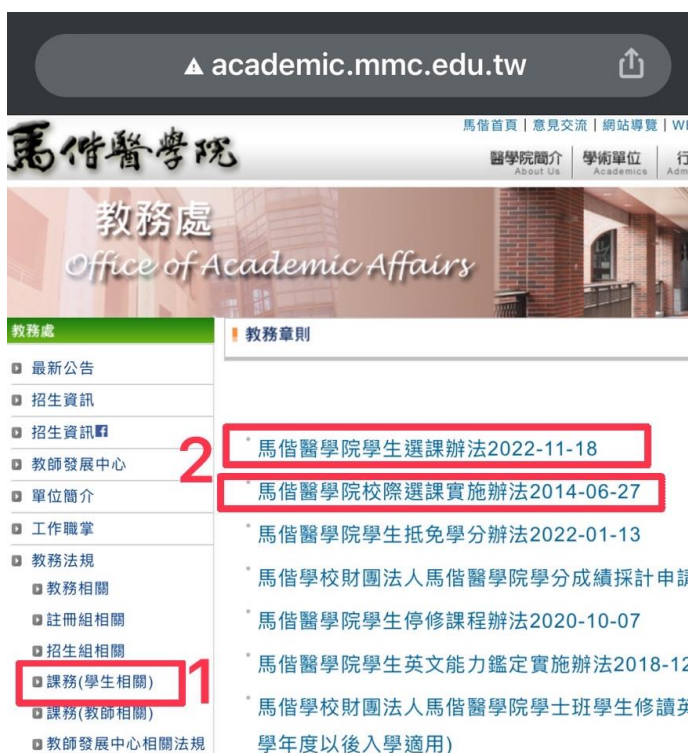 academic.mmc.edu.tw
馬偕醫學院
馬偕首頁 | 意見交流 | 網站導覽 | W
醫學院簡介 學術單位 行
About Us Academics Adm
教務處
Office of Academic Affairs
教務處
最新公告
招生資訊
招生資訊
教師發展中心
單位簡介
工作職掌
教務法規
教務相關
註冊組相關
招生組相關
課務(學生相關)
課務(教師相關)
教師發展中心相關法規
1
教務章則
2
馬偕醫學院學生選課辦法2022-11-18
馬偕醫學院校際選課實施辦法2014-06-27
馬偕醫學院學生抵免學分辦法2022-01-13
馬偕學校財團法人馬偕醫學院學分成績採計申請
馬偕醫學院學生停修課程辦法2020-10-07
馬偕醫學院學生英文能力鑑定實施辦法2018-12
馬偕學校財團法人馬偕醫學院學士班學生修讀英
學年度以後入學適用)